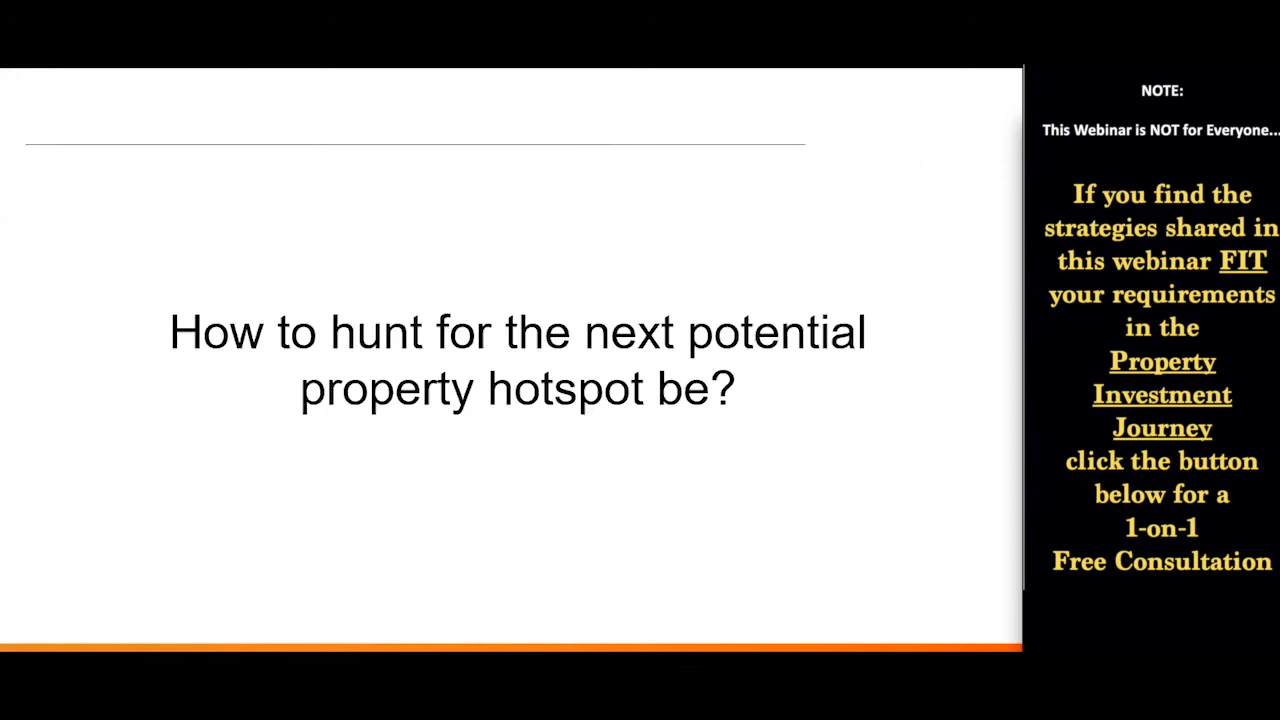 How to hunt for the next potential
property hotspot be?
NOTE:
This Webinar is NOT for Everyone...
If you find the
strategies shared in
this webinar FIT
your requirements
in the
Property
Investment
Journey
click the button
below for a
1-on-1
Free Consultation